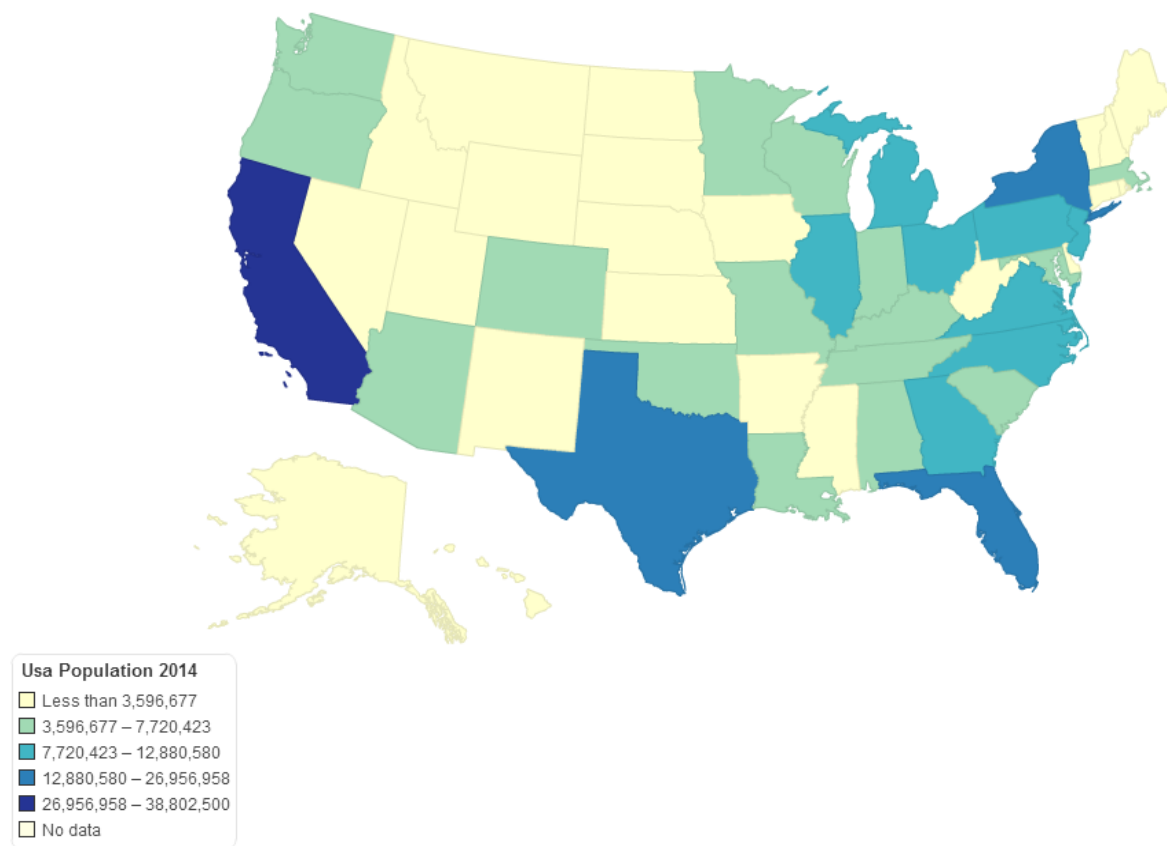 Usa Population 2014
Less than 3,596,677
3,596,677 – 7,720,423
7,720,423 – 12,880,580
12,880,580 – 26,956,958
26,956,958 – 38,802,500
No data